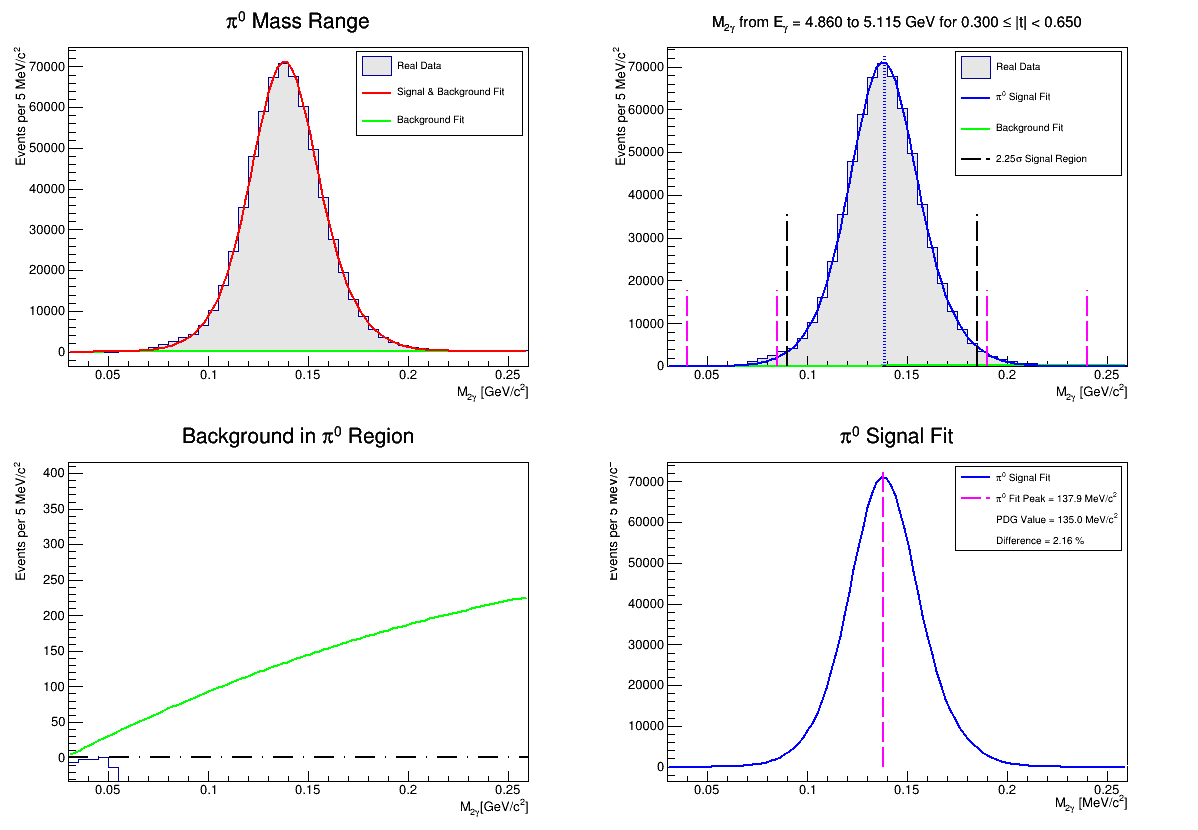 π⁰ Mass Range
Events per 5 MeV/c²
70000
60000
50000
40000
30000
20000
10000
0
Real Data
Signal & Background Fit
Background Fit
0.05
0.1
0.15
0.2
0.25
M₂γ [GeV/c²]
M₂γ from Eγ = 4.860 to 5.115 GeV for 0.300 ≤ |t| < 0.650
Events per 5 MeV/c²
70000
60000
50000
40000
30000
20000
10000
0
Real Data
π⁰ Signal Fit
Background Fit
2.25σ Signal Region
0.05
0.1
0.15
0.2
0.25
M₂γ [GeV/c²]
Background in π⁰ Region
Events per 5 MeV/c²
400
350
300
250
200
150
100
50
0
0.05
0.1
0.15
0.2
0.25
M₂γ[GeV/c²]
π⁰ Signal Fit
Events per 5 MeV/c²
70000
60000
50000
40000
30000
20000
10000
0
π⁰ Signal Fit
π⁰ Fit Peak = 137.9 MeV/c²
PDG Value = 135.0 MeV/c²
Difference = 2.16 %
0.05
0.1
0.15
0.2
0.25
M₂γ [MeV/c²]